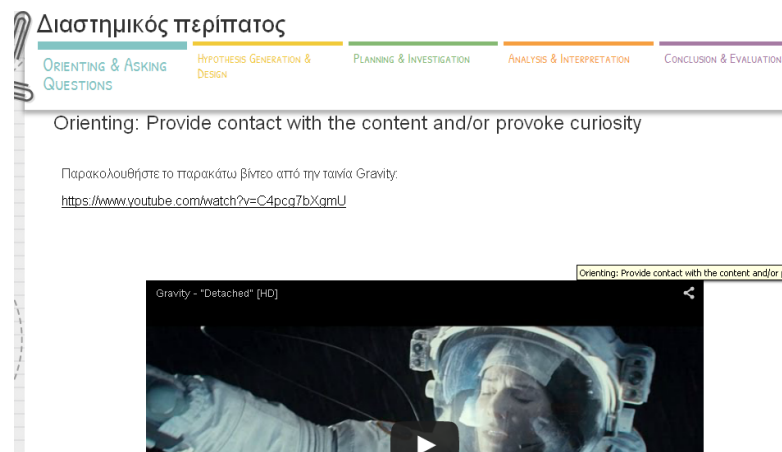 Διαστημικός περίπατος
Orienting & Asking Questions
Hypothesis Generation & Design
Planning & Investigation
Analysis & Interpretation
Conclusion & Evaluation
Orienting: Provide contact with the content and/or provoke curiosity
Παρακολουθήστε το παρακάτω βίντεο από την ταινία Gravity:
https://www.youtube.com/watch?v=C4pcg7bXgmU
Orienting: Provide contact with the content and/or
Gravity - "Detached" [HD]